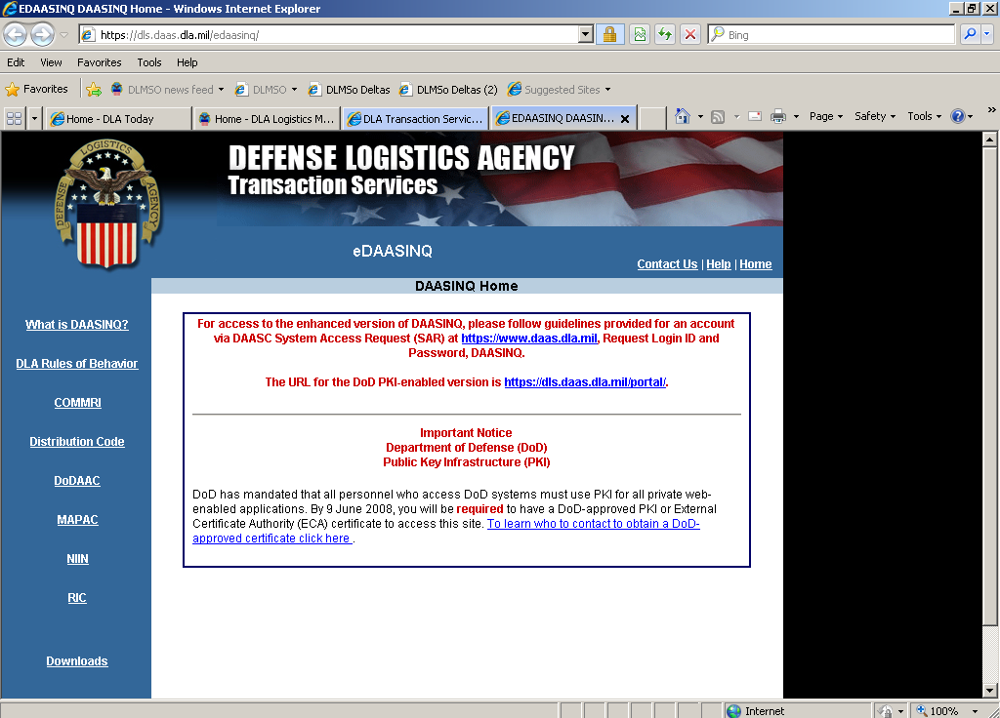 EDAASINQ DAASINQ Home - Windows Internet Explorer
https://dls.daas.dla.mil/edaasinq/
Bing
Edit View Favorites Tools Help
Favorites DLMSO news feed DLMSO DLMSo Deltas DLMSo Deltas (2) Suggested Sites
Home - DLA Today Home - DLA Logistics M... DLA Transaction Servic... EDAASINQ DAASIN... Page Safety Tools
DEFENSE LOGISTICS AGENCY
DEFENSE LOGISTICS AGENCY
Transaction Services
eDAASINQ
Contact Us | Help | Home
DAASINQ Home
What is DAASINQ?
DLA Rules of Behavior
COMMRI
Distribution Code
DoDAAC
MAPAC
NIIN
RIC
Downloads
For access to the enhanced version of DAASINQ, please follow guidelines provided for an account
via DAASC System Access Request (SAR) at https://www.daas.dla.mil, Request Login ID and
Password, DAASINQ.
The URL for the DoD PKI-enabled version is https://dls.daas.dla.mil/portal/.
Important Notice
Department of Defense (DoD)
Public Key Infrastructure (PKI)
DoD has mandated that all personnel who access DoD systems must use PKI for all private web-
enabled applications. By 9 June 2008, you will be required to have a DoD-approved PKI or External
Certificate Authority (ECA) certificate to access this site. To learn who to contact to obtain a DoD-
approved certificate click here .
Internet 100%